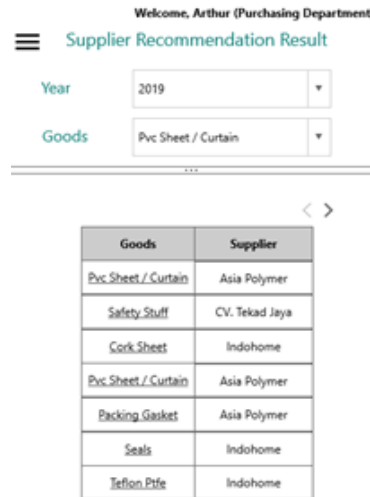 Welcome, Arthur (Purchasing Department
Supplier Recommendation Result
Year 2019
Goods Pvc Sheet / Curtain
Goods Supplier
Pvc Sheet / Curtain Asia Polymer
Safety Stuff CV. Tekad Jaya
Cork Sheet Indohome
Pvc Sheet / Curtain Asia Polymer
Packing Gasket Asia Polymer
Seals Indohome
Teflon Ptfe Indohome